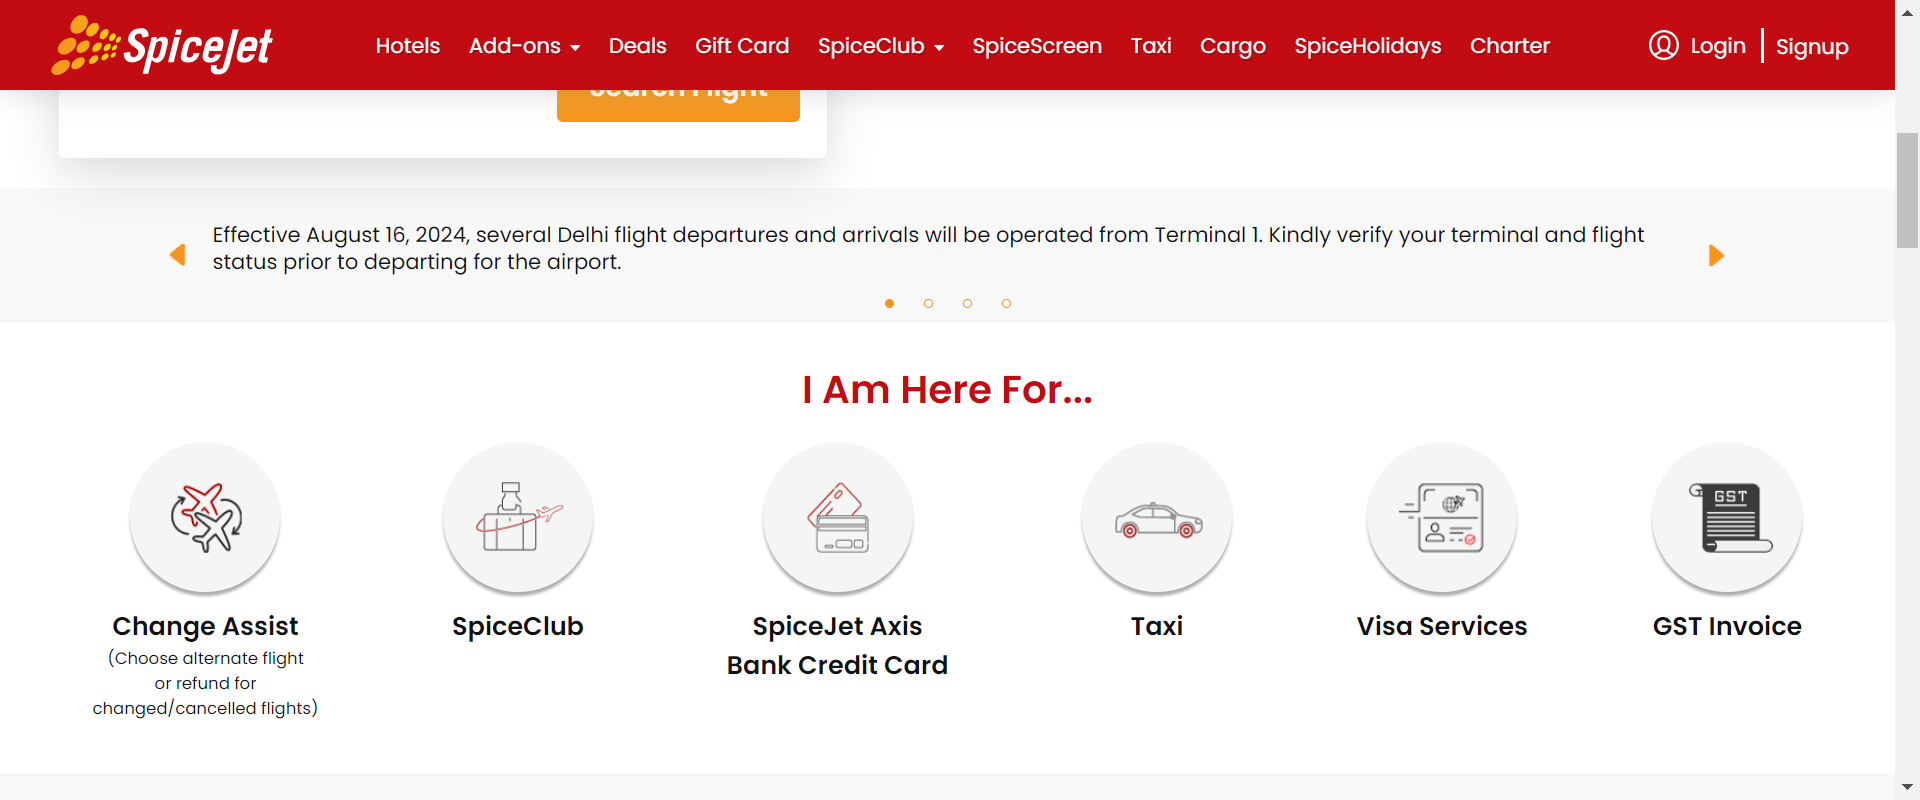 SpiceJet
Hotels Add-ons Deals Gift Card SpiceClub SpiceScreen Taxi Cargo SpiceHolidays Charter Login Signup
Search Flight
Effective August 16, 2024, several Delhi flight departures and arrivals will be operated from Terminal 1. Kindly verify your terminal and flight
status prior to departing for the airport.
I Am Here For...
GST
Change Assist
(Choose alternate flight
or refund for
changed/cancelled flights)
SpiceClub
SpiceJet Axis
Bank Credit Card
Taxi
Visa Services
GST Invoice